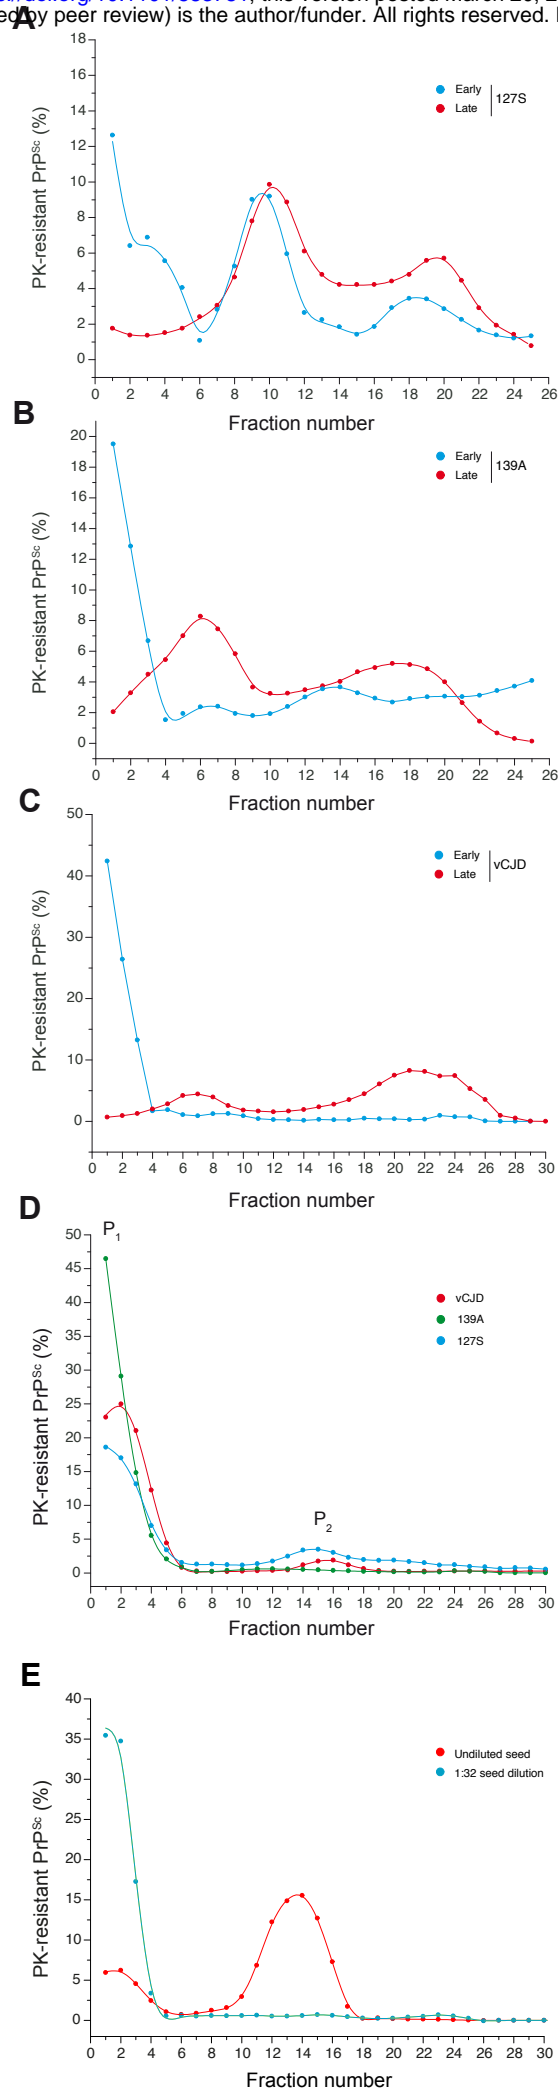 ed by peer review) is the author/funder. All rights reserved.
A
18
16
14
12
10
8
6
4
2
0
PK-resistant PrPSc (%)
Early
Late
127S
0 2 4 6 8 10 12 14 16 18 20 22 24 26
Fraction number
B
20
18
16
14
12
10
8
6
4
2
0
PK-resistant PrPSc (%)
Early
Late
139A
0 2 4 6 8 10 12 14 16 18 20 22 24 26
Fraction number
C
50
40
30
20
10
0
PK-resistant PrPSc (%)
Early
Late
vCJD
0 2 4 6 8 10 12 14 16 18 20 22 24 26 28 30
Fraction number
D
P1
50
45
40
35
30
25
20
15
10
5
0
PK-resistant PrPSc (%)
vCJD
139A
127S
P2
0 2 4 6 8 10 12 14 16 18 20 22 24 26 28 30
Fraction number
E
40
35
30
25
20
15
10
5
0
PK-resistant PrPSc (%)
Undiluted seed
1:32 seed dilution
0 2 4 6 8 10 12 14 16 18 20 22 24 26 28 30
Fraction number